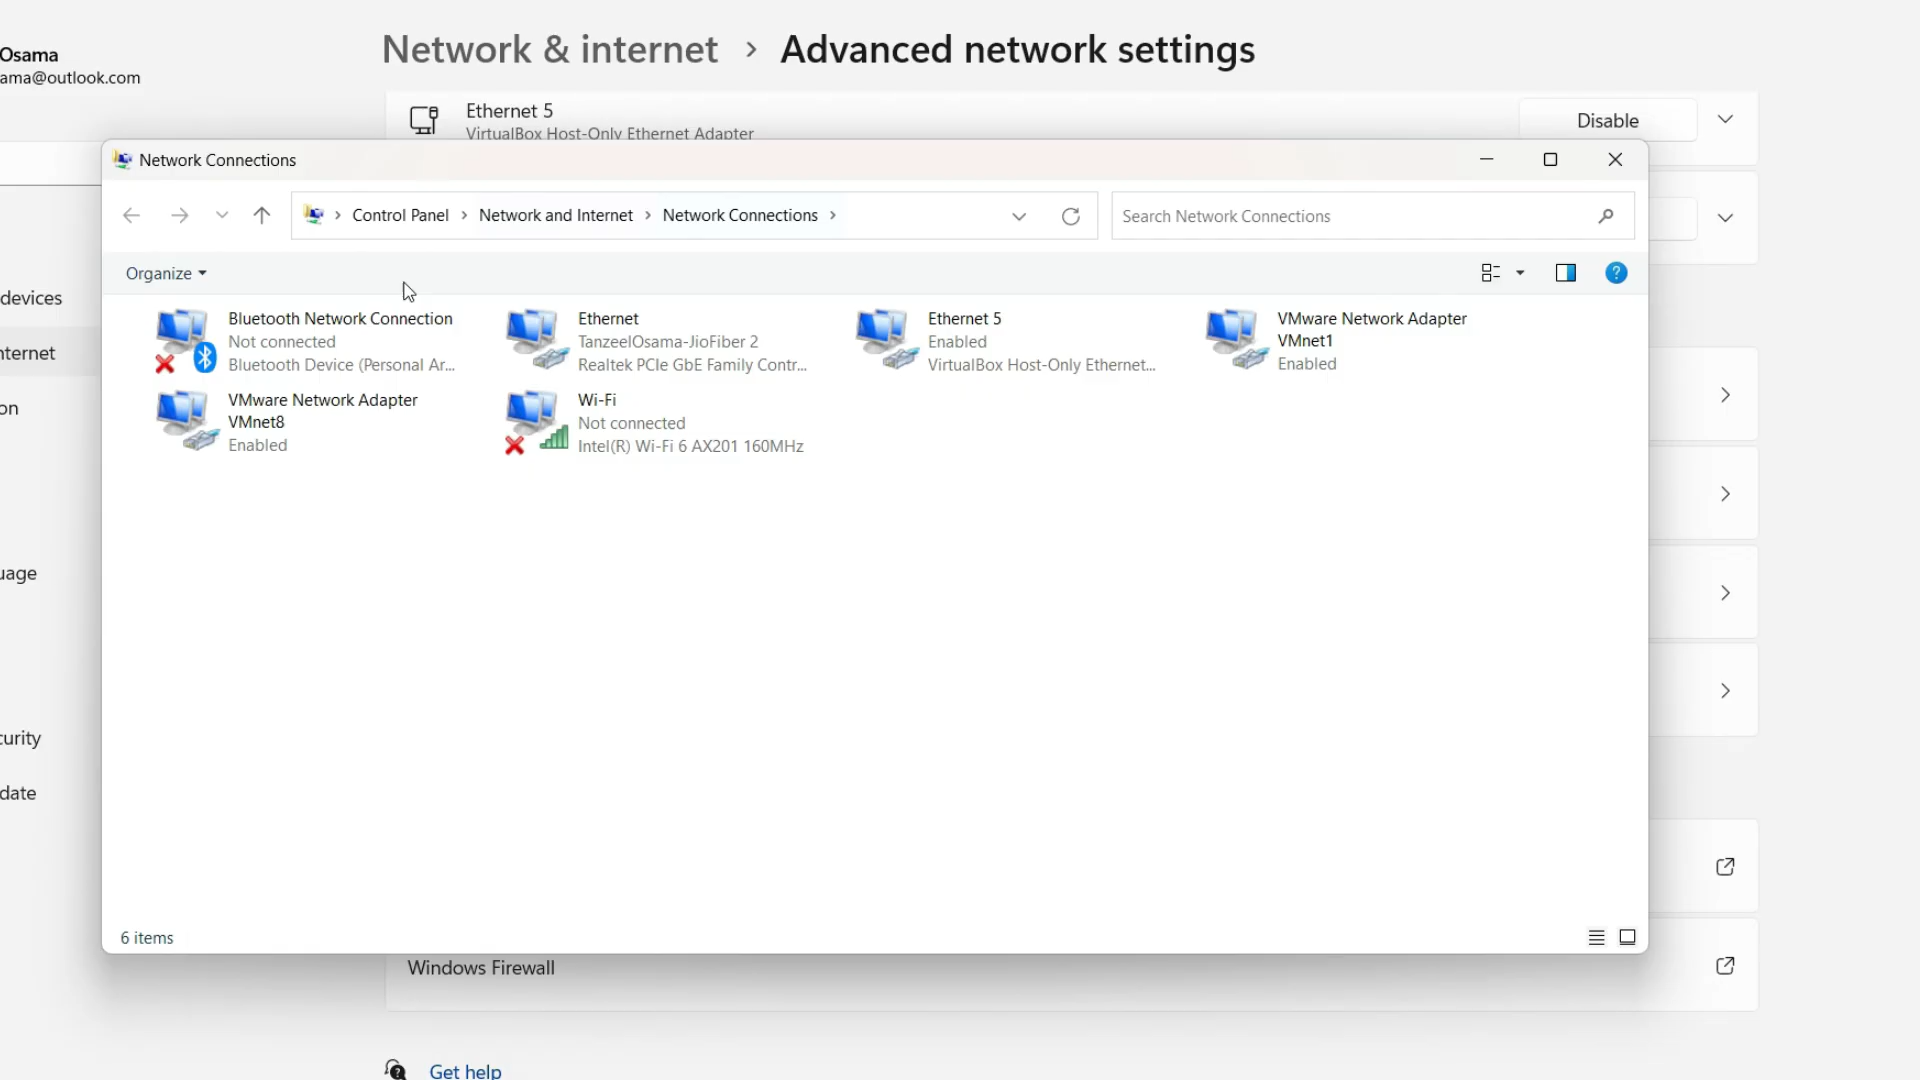 Osama
ama@outlook.com
Network & internet > Advanced network settings
Ethernet 5
VirtualBox Host-Only Ethernet Adapter
Disable
Network Connections
Control Panel > Network and Internet > Network Connections >
Search Network Connections
Organize
devices
nternet
on
uage
curity
date
Bluetooth Network Connection
Not connected
Bluetooth Device (Personal Ar...
Ethernet
TanzeelOsama-JioFiber 2
Realtek PCIe GbE Family Contr...
Ethernet 5
Enabled
VirtualBox Host-Only Ethernet...
VMware Network Adapter
VMnet1
Enabled
VMware Network Adapter
VMnet8
Enabled
Wi-Fi
Not connected
Intel(R) Wi-Fi 6 AX201 160MHz
6 items
Windows Firewall
Get help